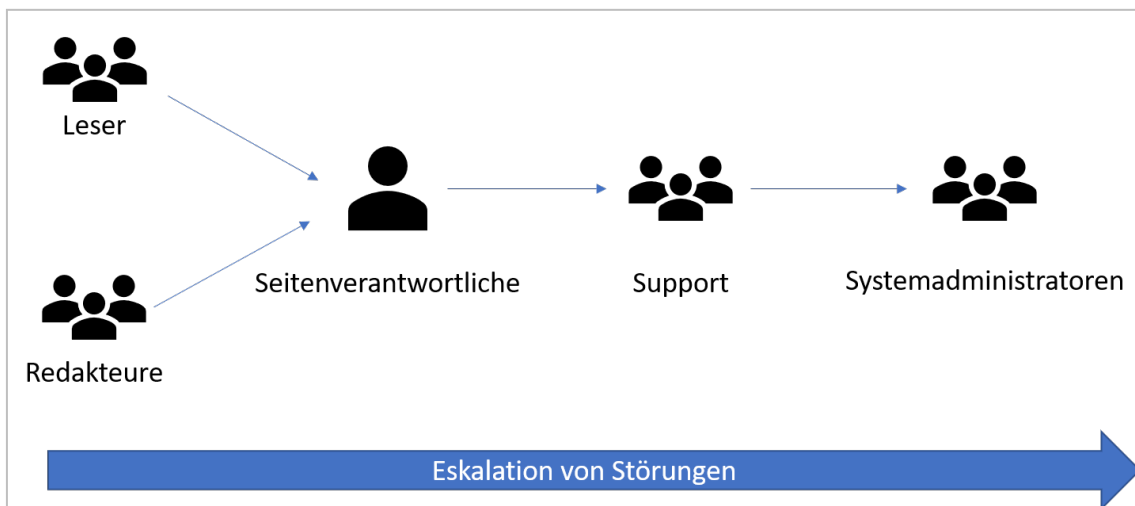 Leser
Seitenverantwortliche
Support
Systemadministratoren
Redakteure
Eskalation von Störungen